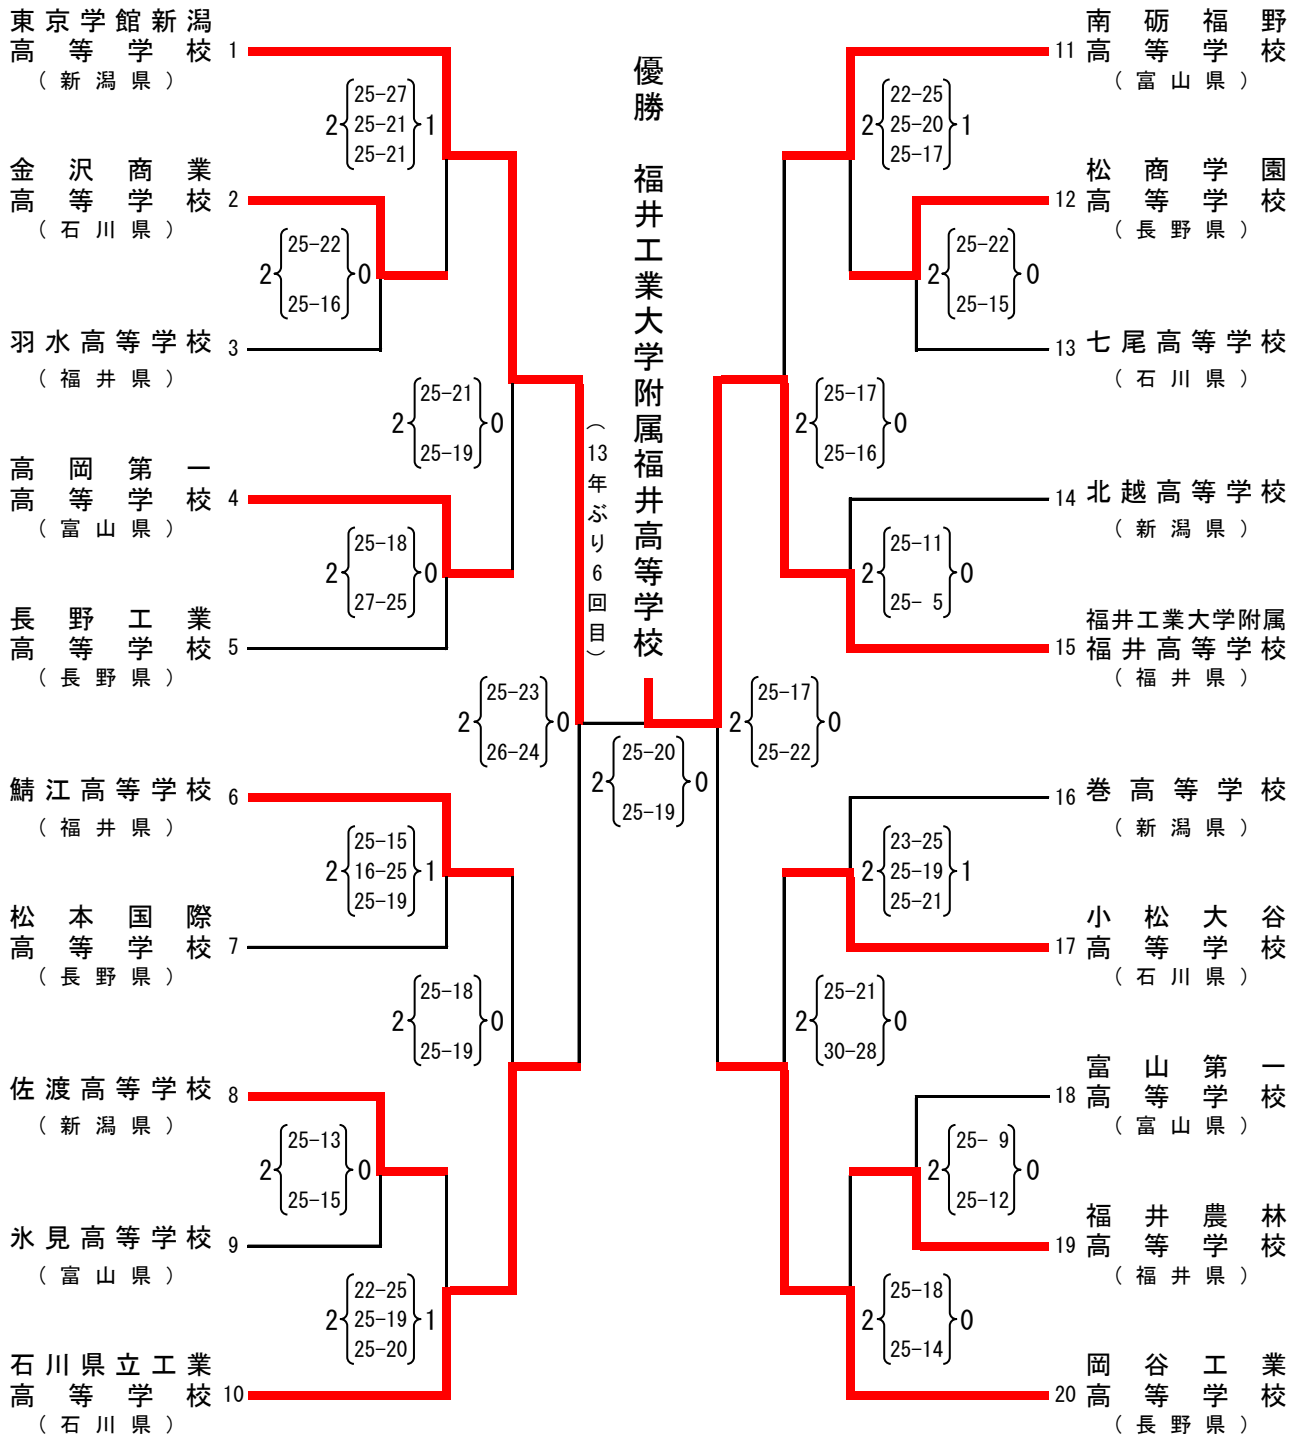 東京学館新潟
高等学校 1
（新潟県）
25-27
2 25-21 1
25-21
金沢商業
高等学校 2
（石川県）
25-22
2 0
25-16
羽水高等学校 3
（福井県）
25-21
2 0
25-19
高岡第一
高等学校 4
（富山県）
25-18
2 0
27-25
長野工業
高等学校 5
（長野県）
25-23
2 0
26-24
鯖江高等学校 6
（福井県）
25-15
2 16-25 1
25-19
松本国際
高等学校 7
（長野県）
25-18
2 0
25-19
佐渡高等学校 8
（新潟県）
25-13
2 0
25-15
氷見高等学校 9
（富山県）
22-25
2 25-19 1
25-20
石川県立工業
高等学校 10
（石川県）
優勝 福井工業大学附属福井高等学校
（13年ぶり6回目）
25-20
2 0
25-19
南砺福野
11 高等学校
（富山県）
22-25
2 25-20 1
25-17
松商学園
12 高等学校
（長野県）
25-22
2 0
25-15
13 七尾高等学校
（石川県）
25-17
2 0
25-16
14 北越高等学校
（新潟県）
25-11
2 0
25- 5
福井工業大学附属
15 福井高等学校
（福井県）
25-17
2 0
25-22
16 巻高等学校
（新潟県）
23-25
2 25-19 1
25-21
小松大谷
17 高等学校
（石川県）
25-21
2 0
30-28
富山第一
18 高等学校
（富山県）
25- 9
2 0
25-12
福井農林
19 高等学校
（福井県）
25-18
2 0
25-14
岡谷工業
20 高等学校
（長野県）